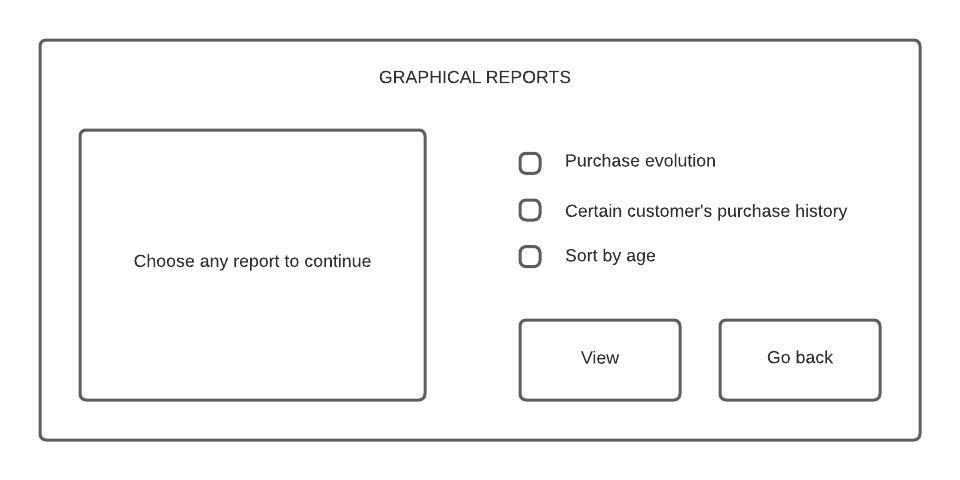 GRAPHICAL REPORTS
Choose any report to continue
Purchase evolution
Certain customer's purchase history
Sort by age
View
Go back